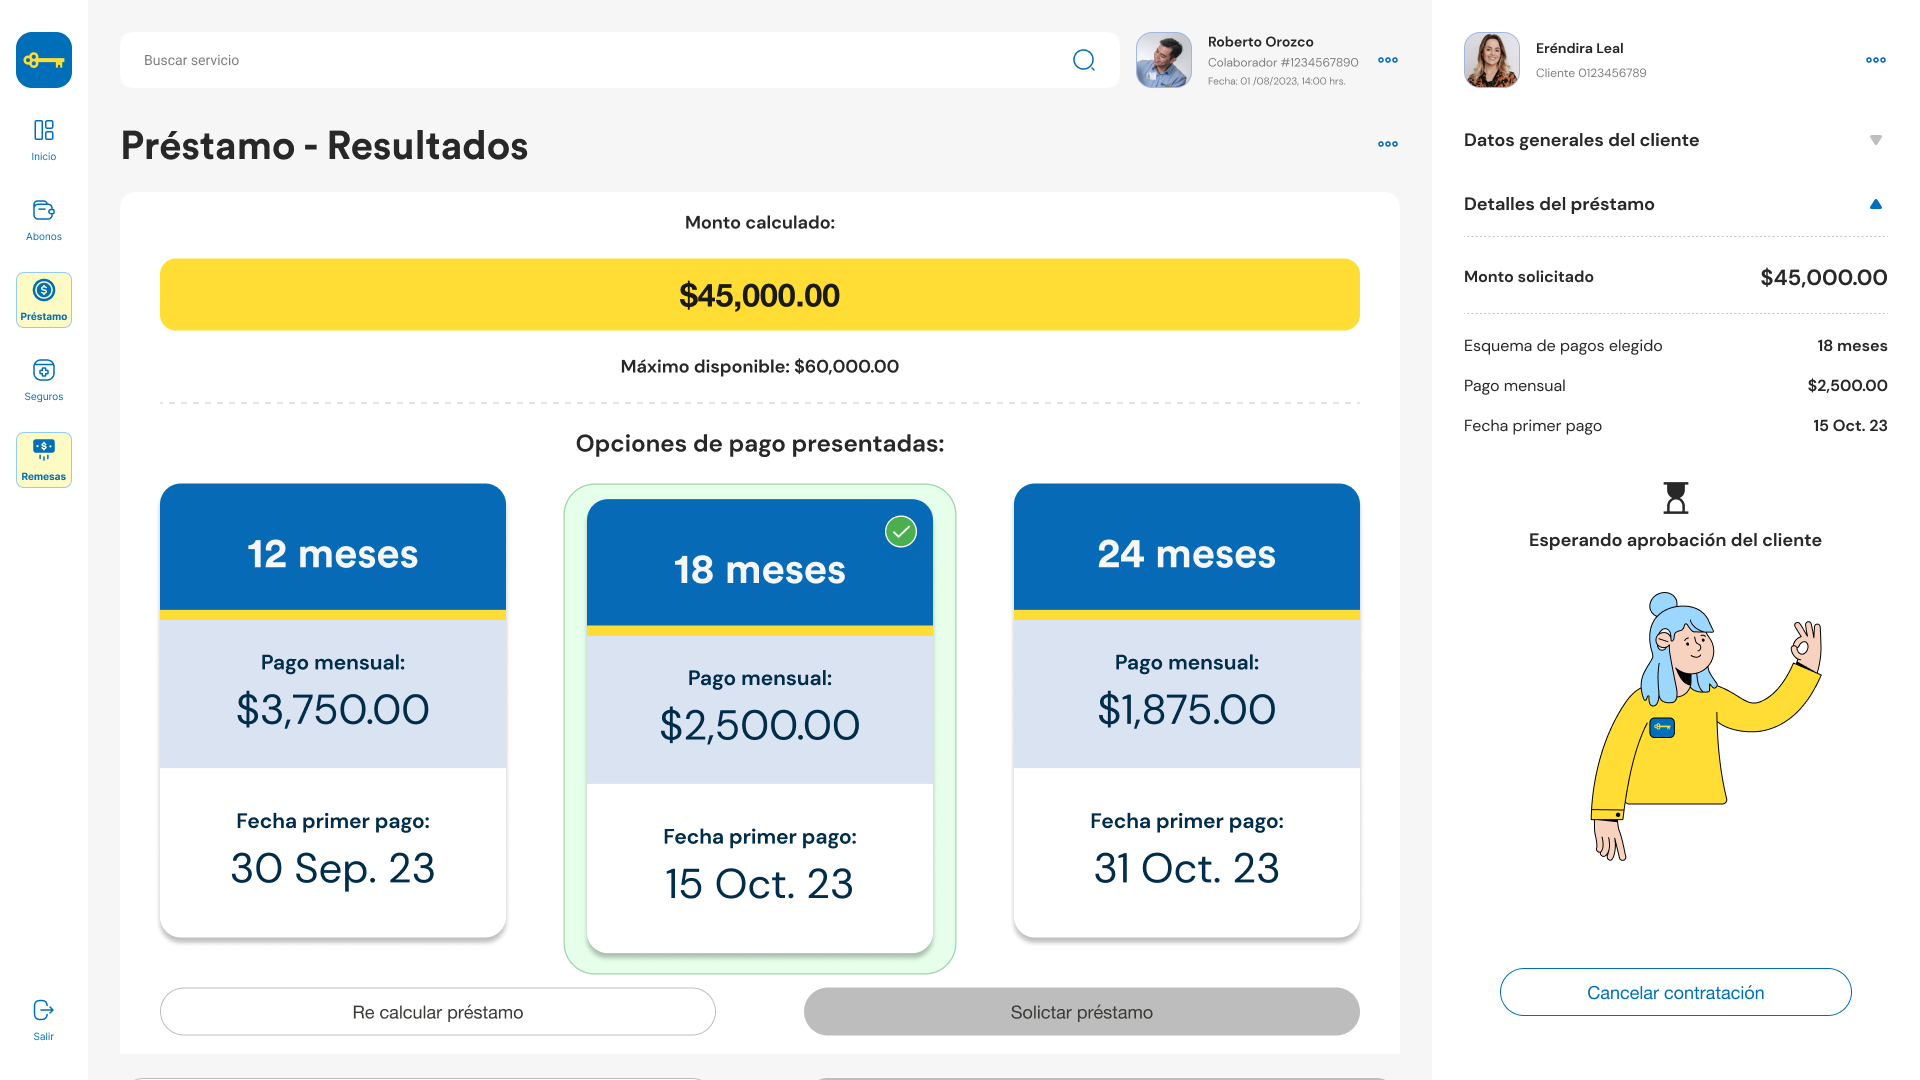 Inicio
Abonos
Préstamo
Seguros
Remesas
Salir
Buscar servicio
Roberto Orozco
Colaborador #1234567890
Fecha: 01 /08/2023, 14:00 hrs.
Préstamo - Resultados
Monto calculado:
$45,000.00
Máximo disponible: $60,000.00
Opciones de pago presentadas:
12 meses
Pago mensual:
$3,750.00
Fecha primer pago:
30 Sep. 23
18 meses
Pago mensual:
$2,500.00
Fecha primer pago:
15 Oct. 23
24 meses
Pago mensual:
$1,875.00
Fecha primer pago:
31 Oct. 23
Re calcular préstamo
Solictar préstamo
Eréndira Leal
Cliente 0123456789
Datos generales del cliente
Detalles del préstamo
Monto solicitado $45,000.00
Esquema de pagos elegido 18 meses
Pago mensual $2,500.00
Fecha primer pago 15 Oct. 23
Esperando aprobación del cliente
Cancelar contratación